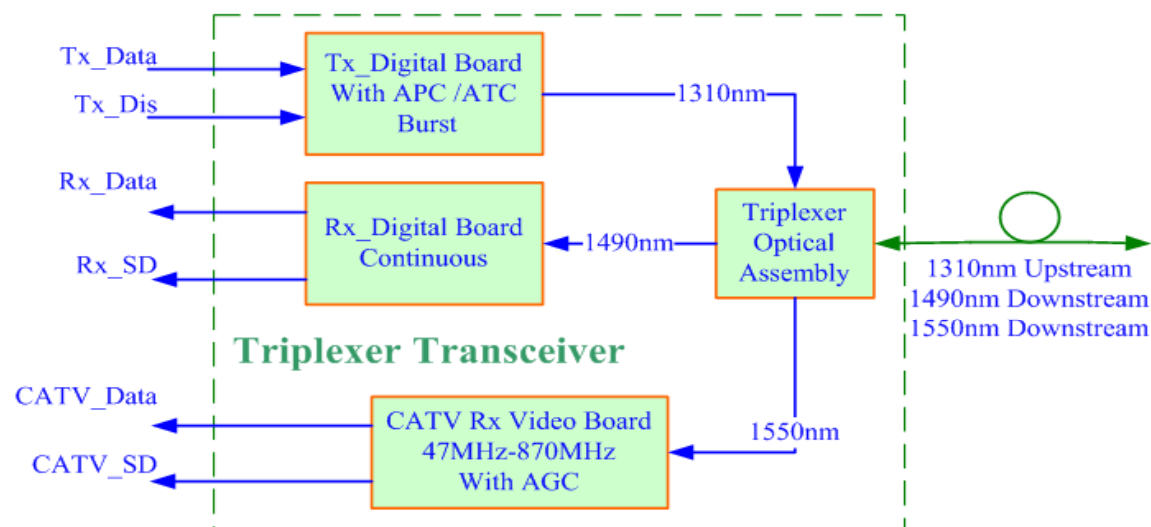 Tx_Data
Tx_Dis
Tx_Digital Board
With APC /ATC
Burst
1310nm
Rx_Data
Rx_SD
Rx_Digital Board
Continuous
1490nm
Triplexer
Optical
Assembly
1310nm Upstream
1490nm Downstream
1550nm Downstream
Triplexer Transceiver
CATV_Data
CATV_SD
CATV Rx Video Board
47MHz-870MHz
With AGC
1550nm